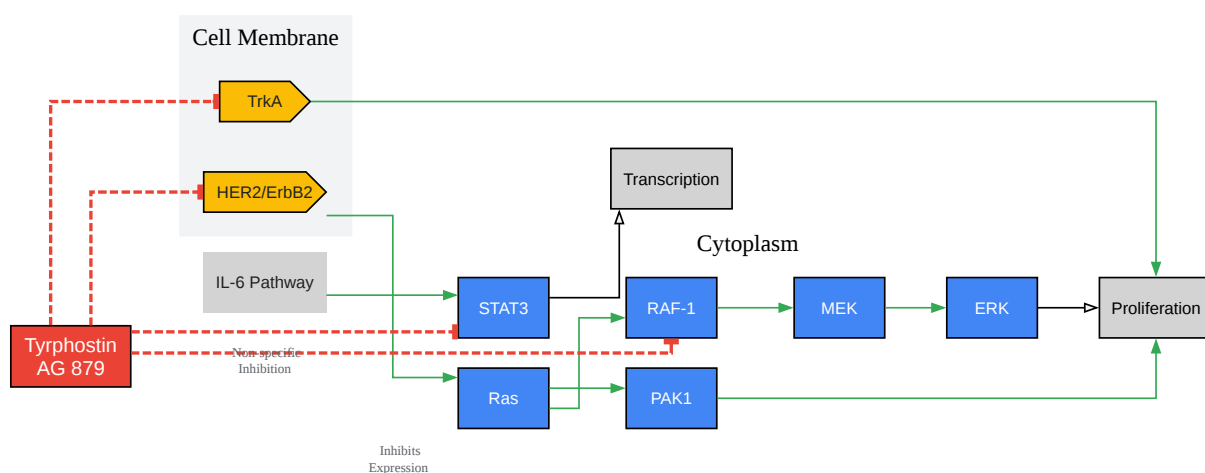 Cell Membrane
TrkA
HER2/ErbB2
Transcription
Cytoplasm
IL-6 Pathway
STAT3
RAF-1
MEK
ERK
Proliferation
Tyrphostin
AG 879
Non-specific
Inhibition
Ras
PAK1
Inhibits
Expression